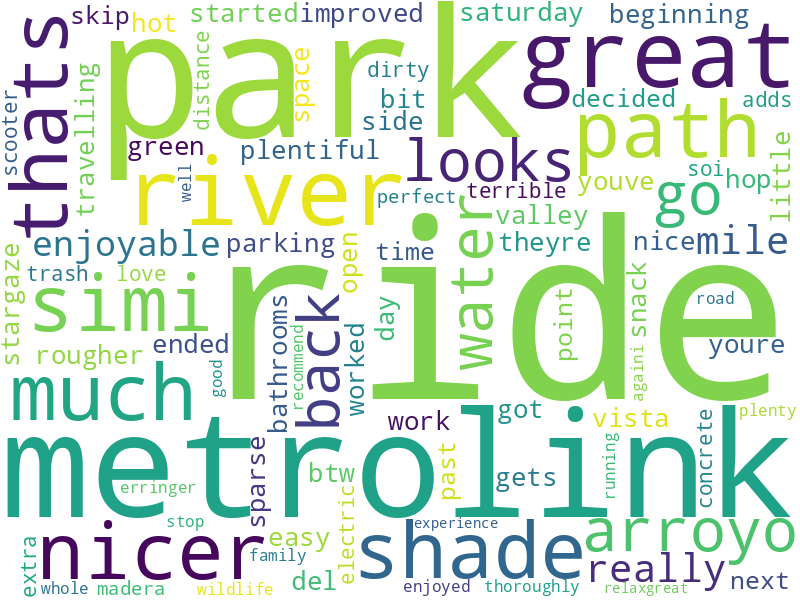 skip
hot
started
improved
saturday
beginning
park
great
thats
scooter
travelling
distance
space
dirty
bit
side
decided
adds
path
green
plentiful
looks
river
well
perfect
terrible
youve
soi
hop
go
little
enjoyable
parking
time
water
valley
theyre
nice
mile
stargaze
trash
love
simi
open
ride
day
point
snack
road
rougher
ended
bathrooms
back
worked
youre
good
recommend
againi
much
work
got
vista
plenty
metrolink
sparse
past
gets
running
concrete
erringer
btw
electric
stop
experience
nicer
easy
shade
arroyo
extra
family
really
next
whole
madera
wildlife
del
enjoyed
thoroughly
relaxgreat